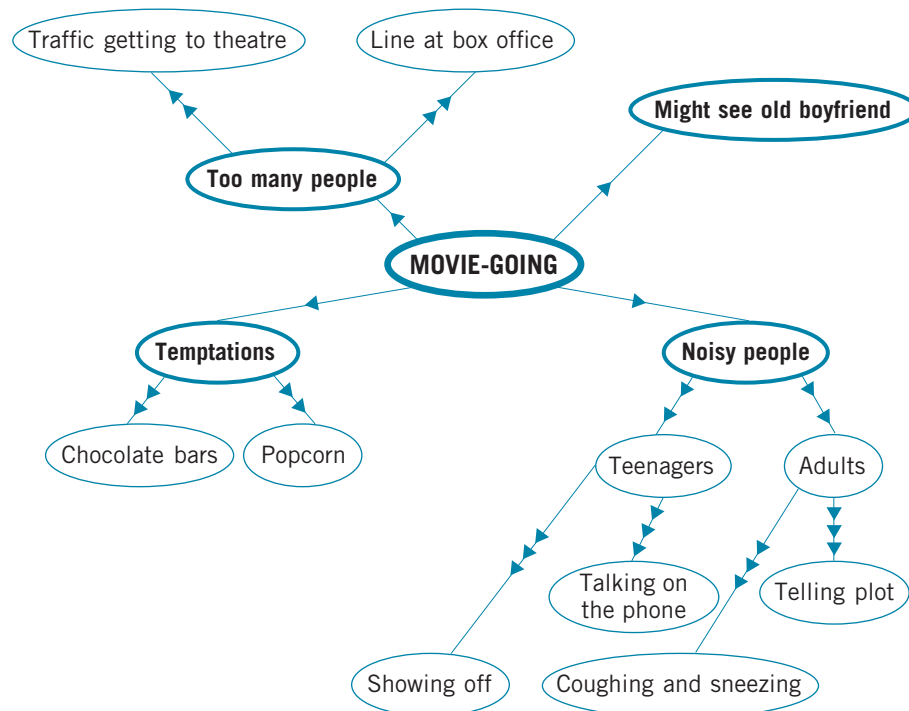 Traffic getting to theatre
Line at box office
Might see old boyfriend
Too many people
MOVIE-GOING
Temptations
Noisy people
Chocolate bars
Popcorn
Teenagers
Adults
Talking on
the phone
Telling plot
Showing off
Coughing and sneezing